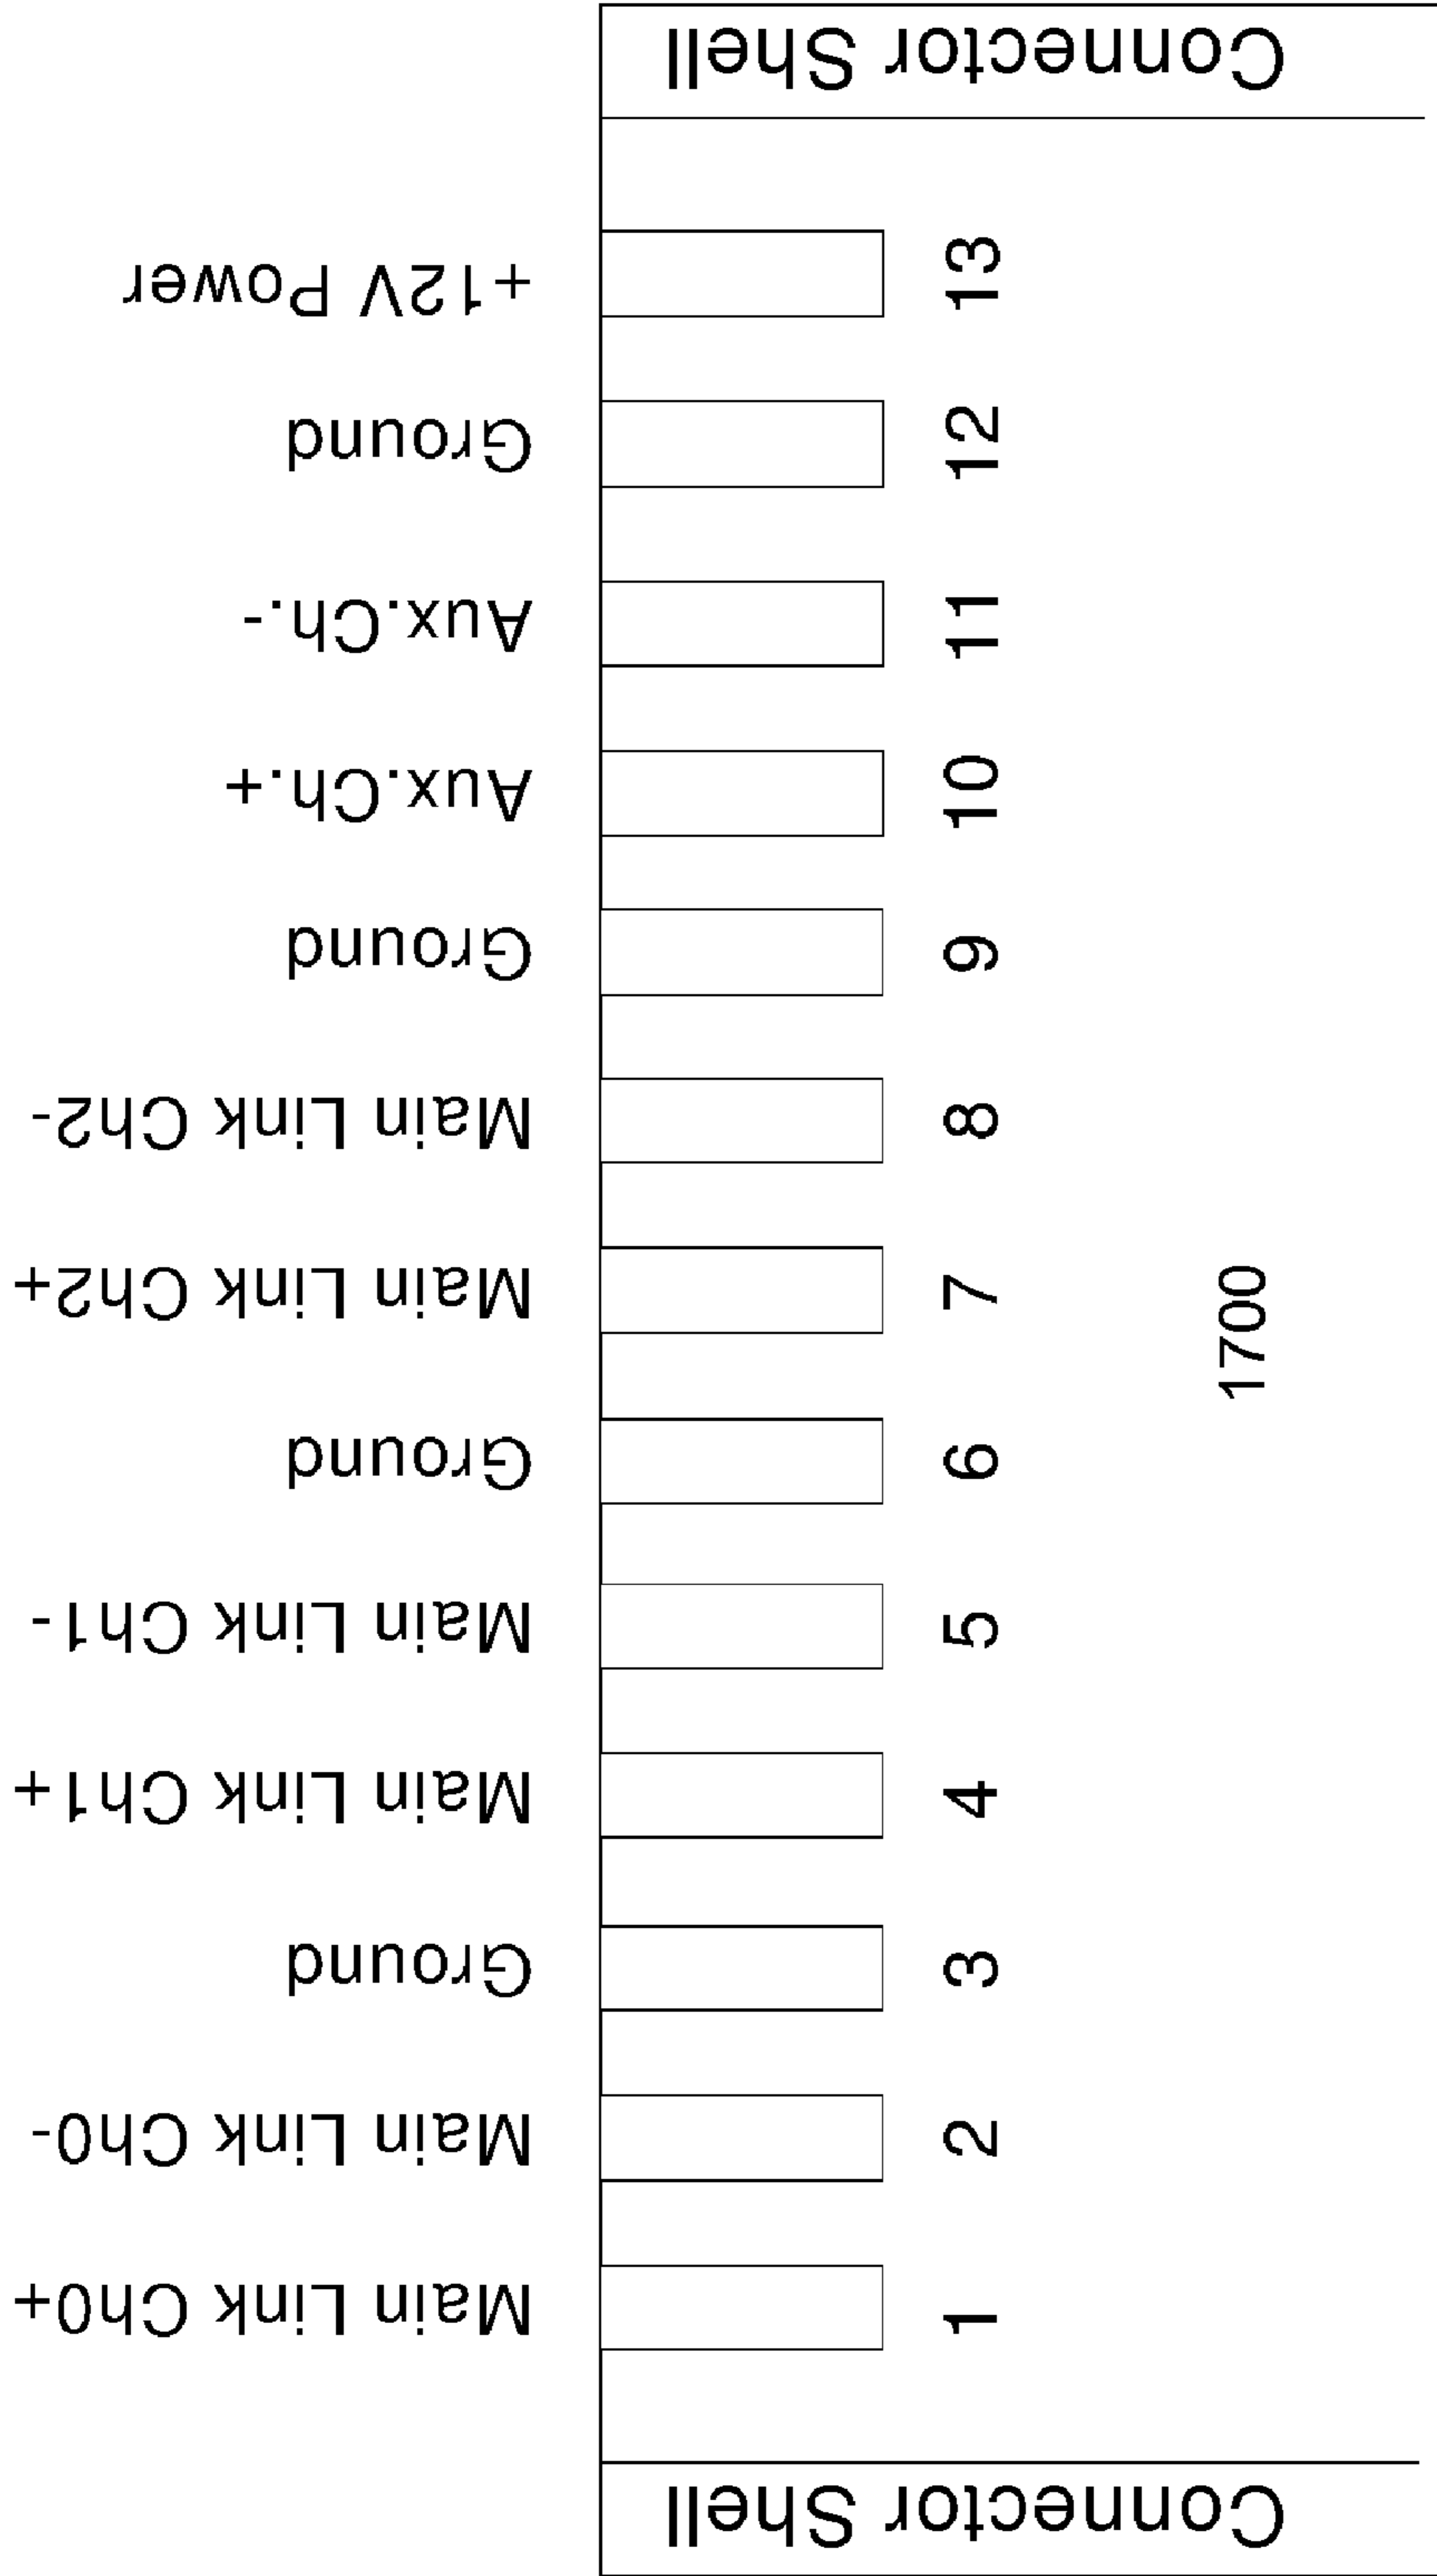 Connector Shell
+12V Power
13
Ground
12
Aux.Ch.-
11
Aux.Ch.+
10
Ground
9
Main Link Ch2-
8
Main Link Ch2+
7
Ground
6
Main Link Ch1-
5
Main Link Ch1+
4
Ground
3
Main Link Ch0-
2
Main Link Ch0+
1
Connector Shell
1700